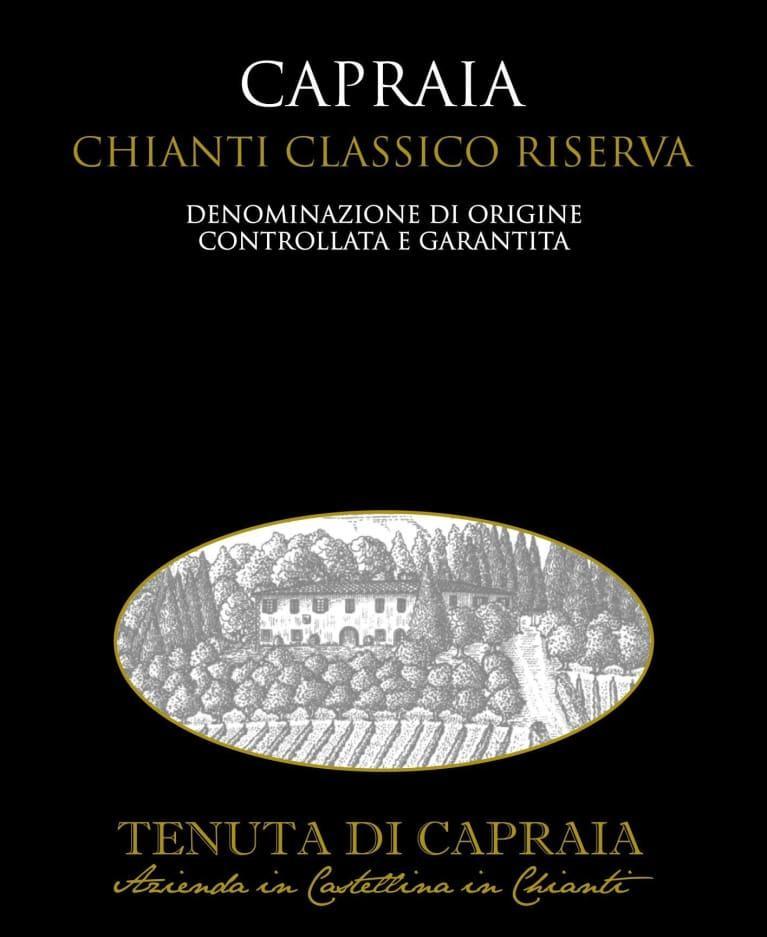 CAPRAIA
CHIANTI CLASSICO RISERVA
DENOMINAZIONE DI ORIGINE
CONTROLLATA E GARANTITA
TENUTA DI CAPRAIA
Azienda in Castellina in Chianti